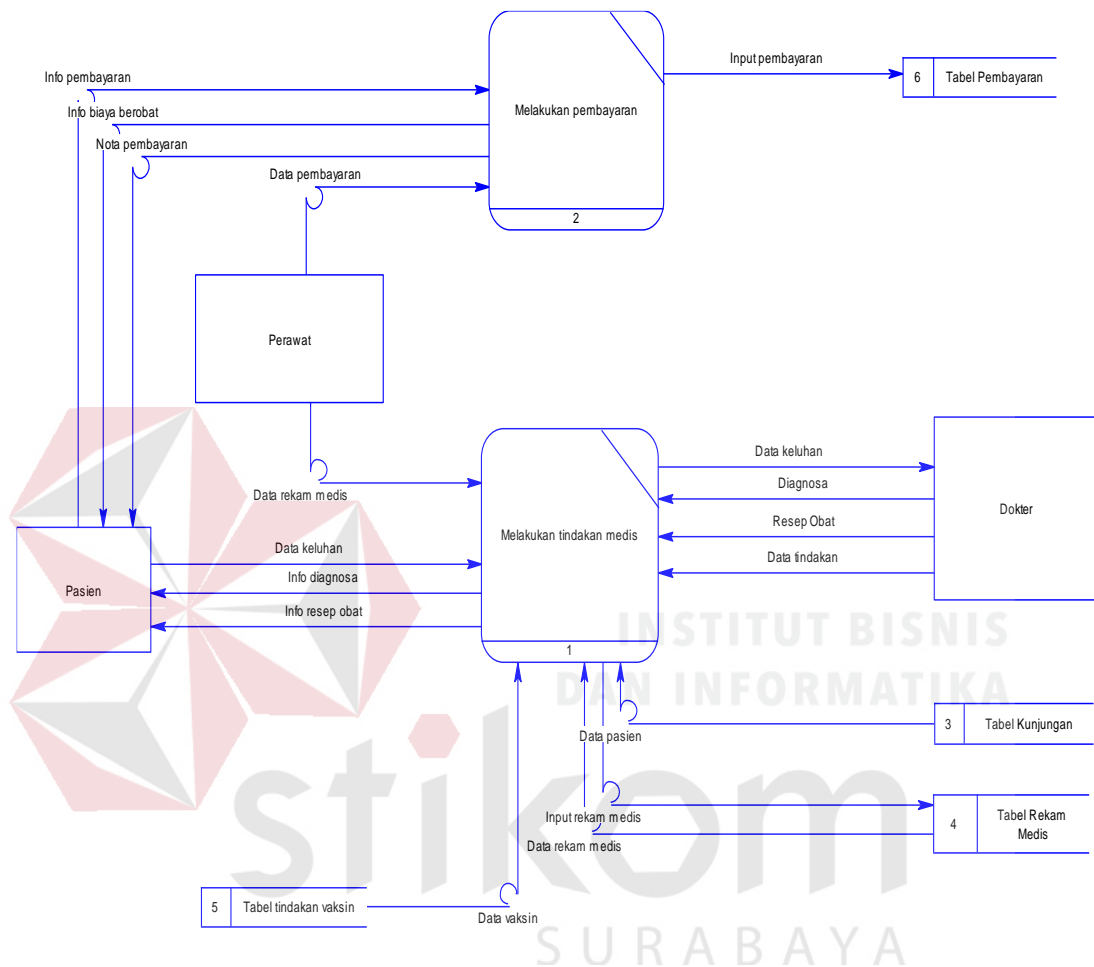 Info pembayaran
Info biaya berobat
Nota pembayaran
Data pembayaran
Melakukan pembayaran
2
Input pembayaran
6 Tabel Pembayaran
Perawat
Data rekam medis
Pasien
Data keluhan
Info diagnosa
Info resep obat
Melakukan tindakan medis
1
Data keluhan
Diagnosa
Resep Obat
Data tindakan
Dokter
INSTITUT BISNIS
DAN INFORMATIKA
Data pasien
3 Tabel Kunjungan
Input rekam medis
Data rekam medis
4 Tabel Rekam
Medis
5 Tabel tindakan vaksin
Data vaksin
stikom
SURABAYA